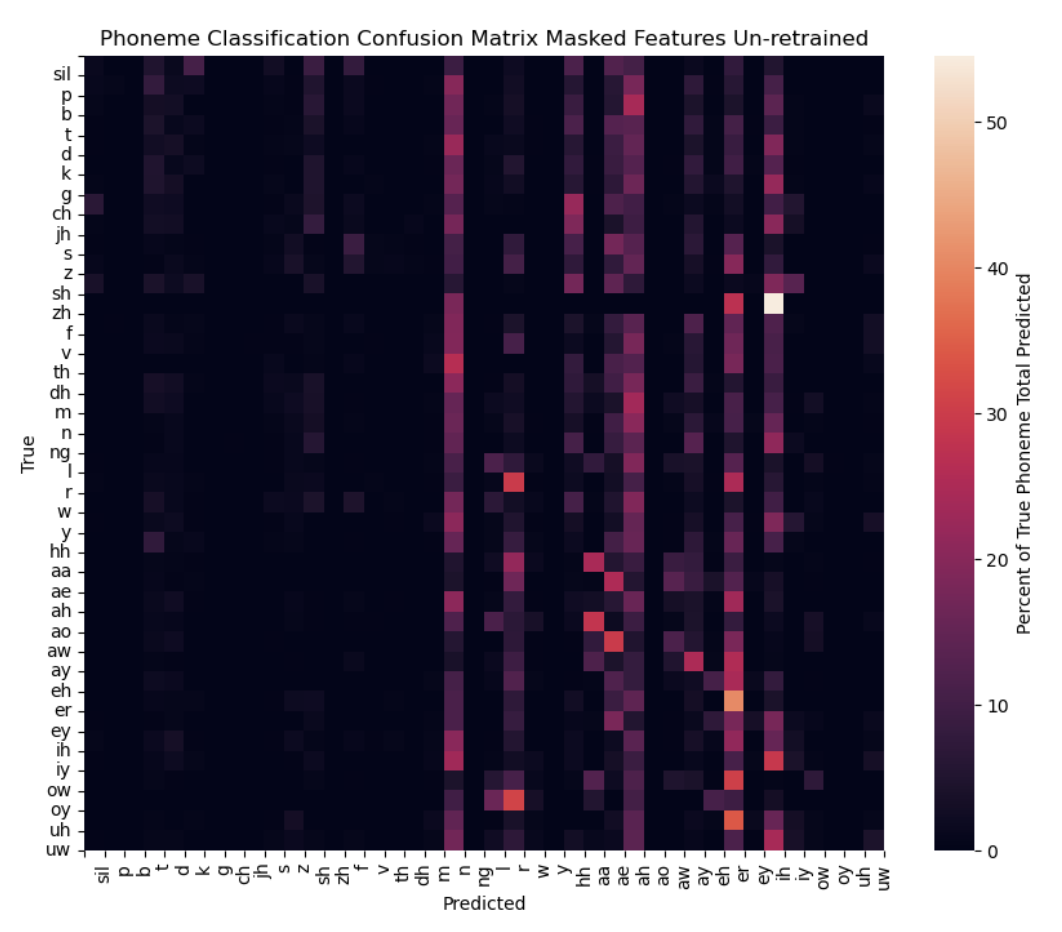 Phoneme Classification Confusion Matrix Masked Features Un-retrained
sil
p
b
t
d
k
g
ch
jh
s
z
sh
zh
f
v
th
dh
m
n
ng
l
r
w
y
hh
aa
ae
ah
ao
aw
ay
eh
er
ey
ih
iy
ow
oy
uh
uw
True
sil
p
b
t
d
k
g
ch
jh
s
z
sh
zh
f
v
th
dh
m
n
ng
l
r
w
y
hh
aa
ae
ah
ao
aw
ay
eh
er
ey
ih
iy
ow
oy
uh
uw
Predicted
50
40
30
20
10
0
Percent of True Phoneme Total Predicted